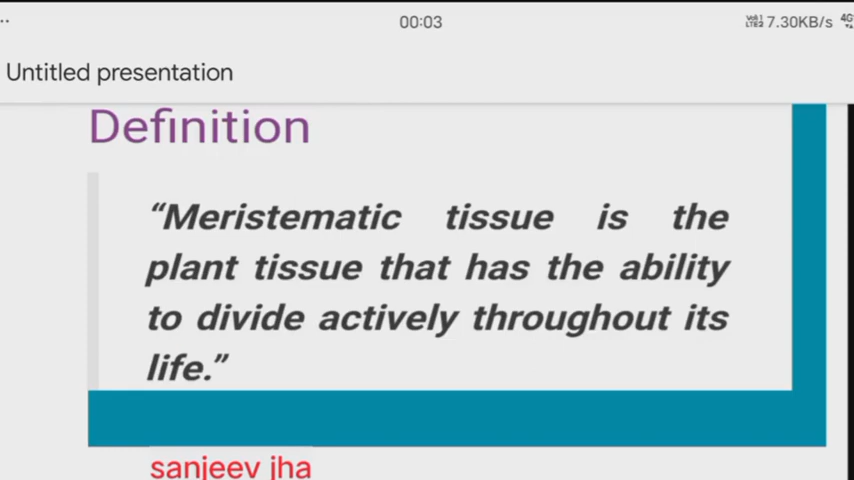 00:03
7.30KB/s 4G
Untitled presentation
Definition
“Meristematic tissue is the
plant tissue that has the ability
to divide actively throughout its
life.”
sanjeev jha